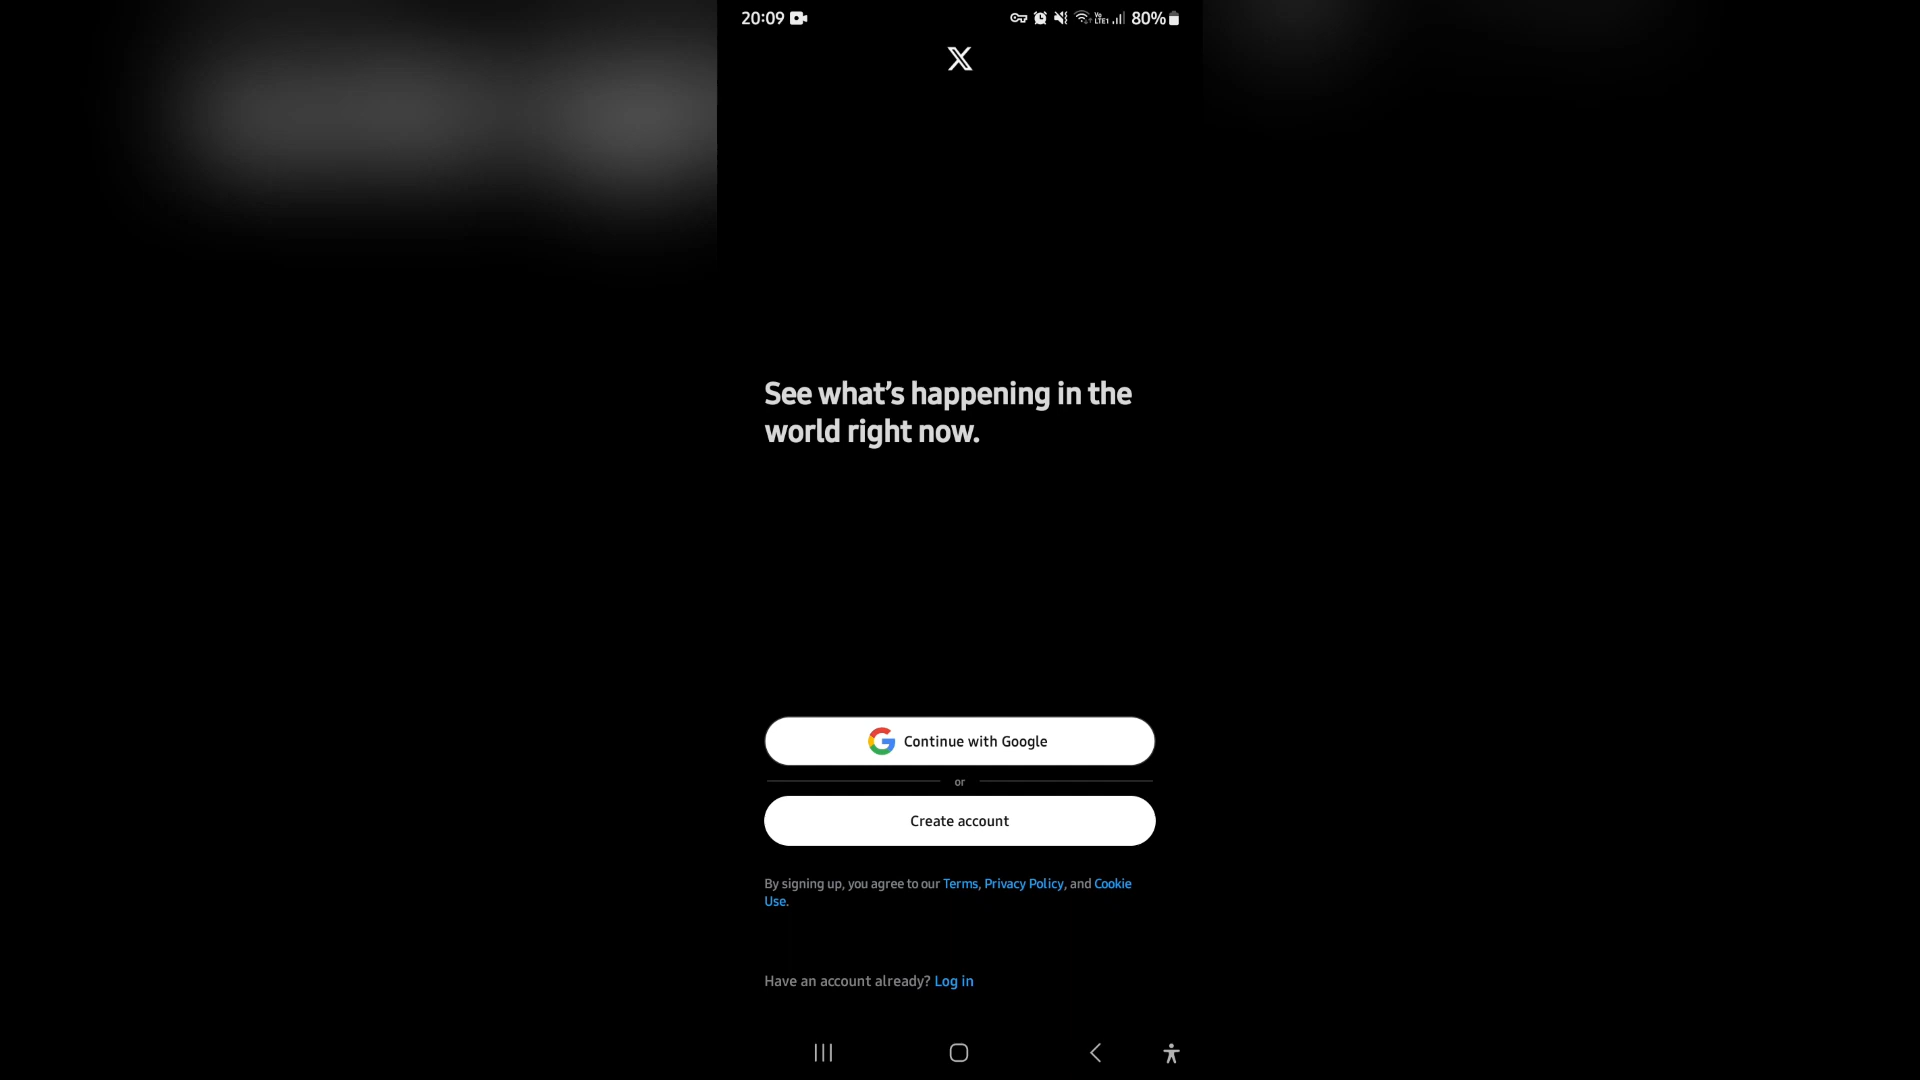 20:09
80%
See what's happening in the
world right now.
Continue with Google
or
Create account
By signing up, you agree to our Terms, Privacy Policy, and Cookie
Use.
Have an account already? Log in